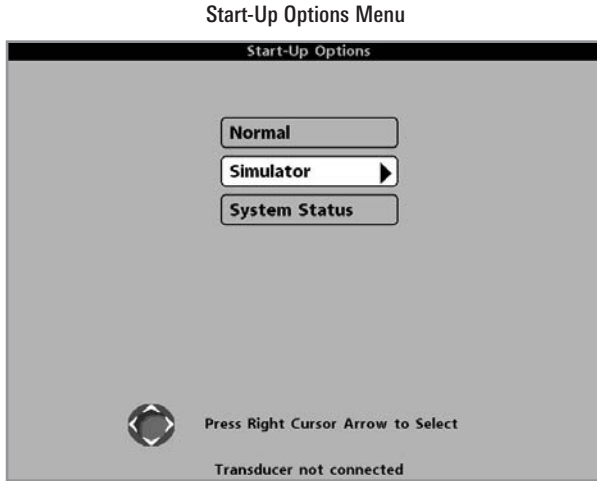 Start-Up Options Menu
Start-Up Options
Normal
Simulator
System Status
Press Right Cursor Arrow to Select
Transducer not connected